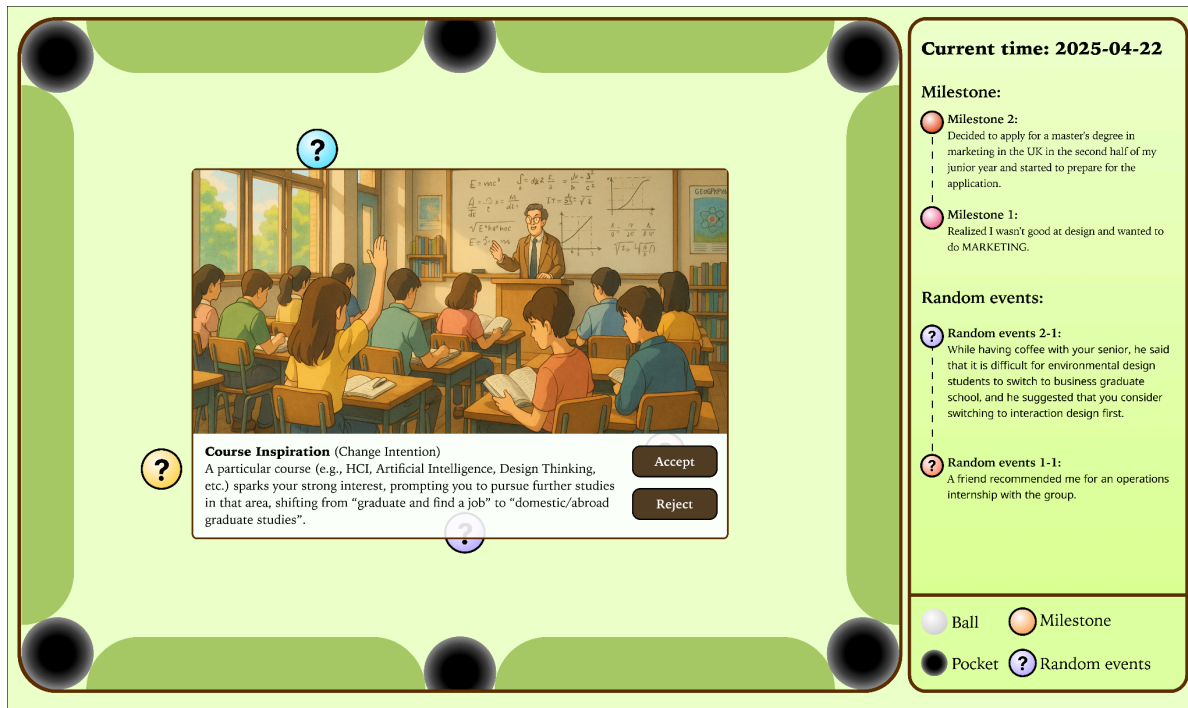 Current time: 2025-04-22
Milestone:
Milestone 2:
Decided to apply for a master's degree in
marketing in the UK in the second half of my
junior year and started to prepare for the
application.
Milestone 1:
Realized I wasn't good at design and wanted to
do MARKETING.
Random events:
? Random events 2-1:
While having coffee with your senior, he said
that it is difficult for environmental design
students to switch to business graduate
school, and he suggested that you consider
switching to interaction design first.
? Random events 1-1:
A friend recommended me for an operations
internship with the group.
Ball
Milestone
Pocket
? Random events
?
E=mc²
?
Course Inspiration (Change Intention)
A particular course (e.g., HCI, Artificial Intelligence, Design Thinking,
etc.) sparks your strong interest, prompting you to pursue further studies
in that area, shifting from “graduate and find a job” to “domestic/abroad
graduate studies”.
Accept
Reject
?